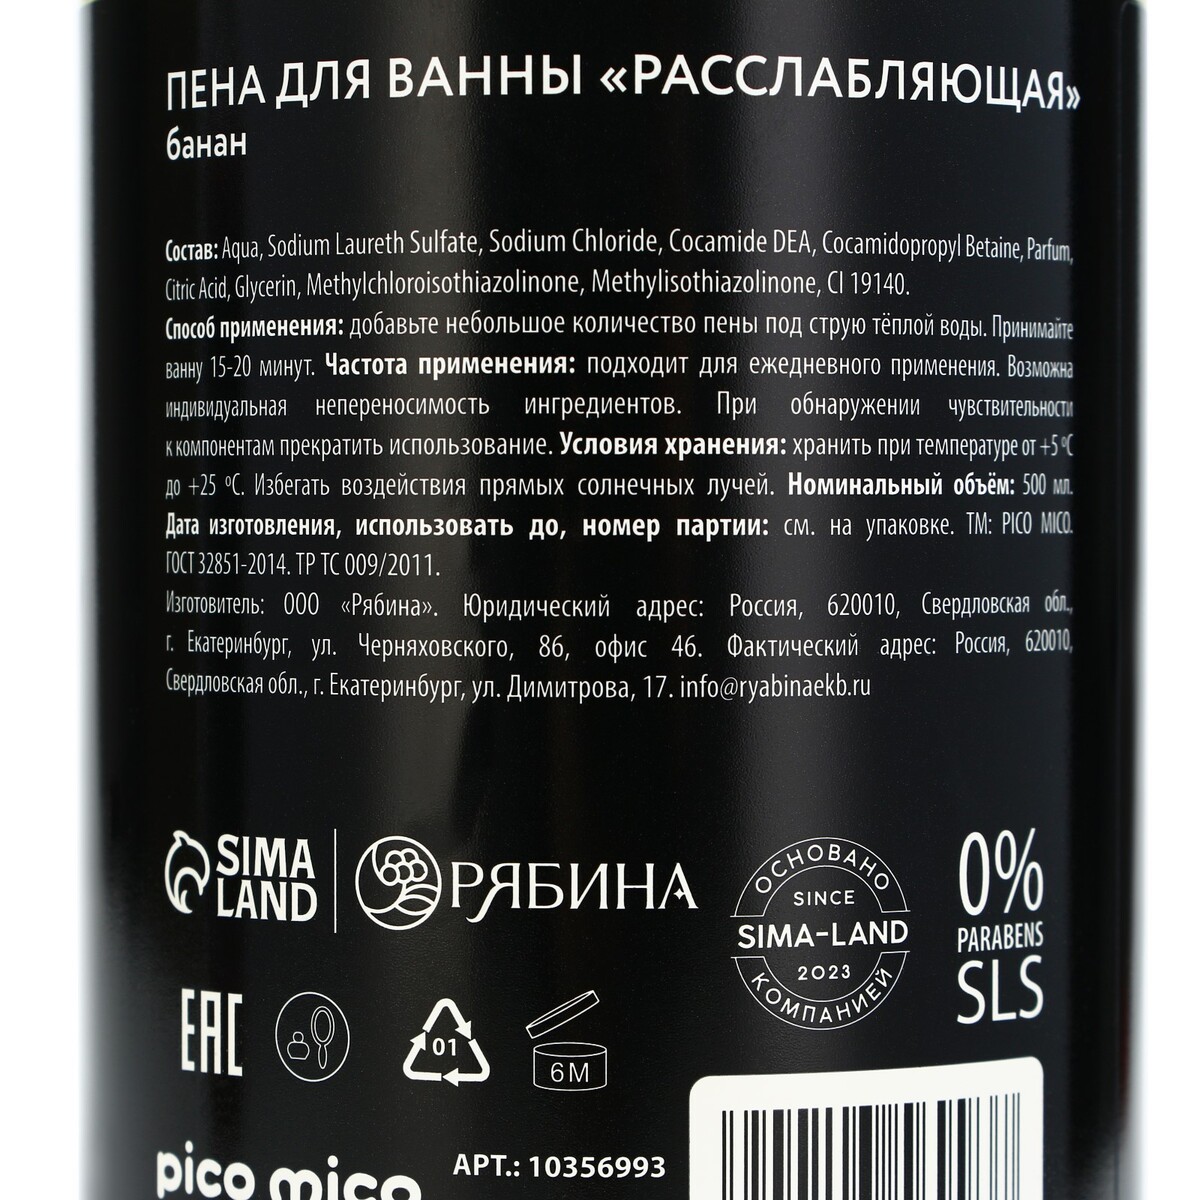 ПЕНА ДЛЯ ВАННЫ «РАССЛАБЛЯЮЩАЯ»
банан
Состав: Aqua, Sodium Laureth Sulfate, Sodium Chloride, Cocamide DEA, Cocamidopropyl Betaine, Parfum,
Citric Acid, Glycerin, Methylchloroisothiazolinone, Methylisothiazolinone, CI 19140.
Способ применения: добавьте небольшое количество пены под струю тёплой воды. Принимайте
ванну 15-20 минут. Частота применения: подходит для ежедневного применения. Возможна
индивидуальная непереносимость ингредиентов. При обнаружении чувствительности
к компонентам прекратить использование. Условия хранения: хранить при температуре от +5 ºС
до +25 ºС. Избегать воздействия прямых солнечных лучей. Номинальный объём: 500 мл.
Дата изготовления, использовать до, номер партии: см. на упаковке. ТМ: PICO MICO.
ГОСТ 32851-2014. ТР ТС 009/2011.
Изготовитель: ООО «Рябина». Юридический адрес: Россия, 620010, Свердловская обл.,
г. Екатеринбург, ул. Черняховского, 86, офис 46. Фактический адрес: Россия, 620010,
Свердловская обл., г. Екатеринбург, ул. Димитрова, 17. info@ryabinaekb.ru
SIMA
LAND
РЯБИНА
ОСНОВАНО
SINCE
SIMA-LAND
2023
КОМПАНИЕЙ
0%
PARABENS
SLS
EAC
01
6M
pico mico
АРТ.: 10356993